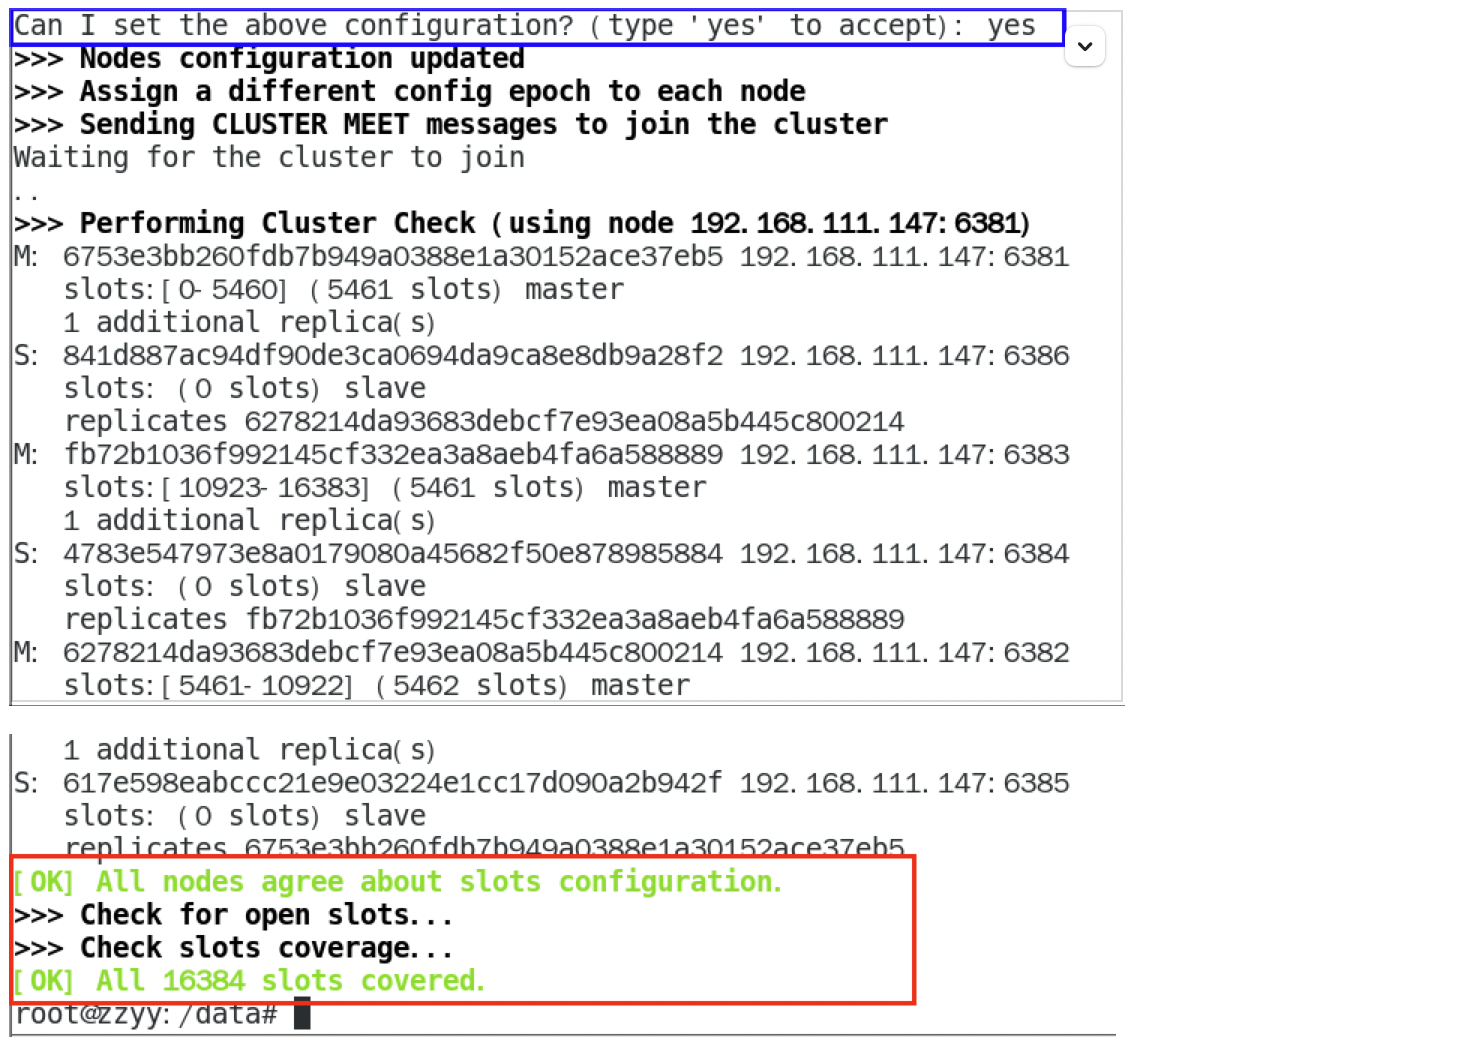 Can I set the above configuration? (type 'yes' to accept): yes
>>> Nodes configuration updated
>>> Assign a different config epoch to each node
>>> Sending CLUSTER MEET messages to join the cluster
Waiting for the cluster to join
..
>>> Performing Cluster Check (using node 192.168.111.147:6381)
M: 6753e3bb260fdb7b949a0388e1a30152ace37eb5 192.168.111.147:6381
   slots:[0-5460] (5461 slots) master
   1 additional replica(s)
S: 841d887ac94df90de3ca0694da9ca8e8db9a28f2 192.168.111.147:6386
   slots: (0 slots) slave
   replicates 6278214da93683debcf7e93ea08a5b445c800214
M: fb72b1036f992145cf332ea3a8aeb4fa6a588889 192.168.111.147:6383
   slots:[10923-16383] (5461 slots) master
   1 additional replica(s)
S: 4783e547973e8a0179080a45682f50e878985884 192.168.111.147:6384
   slots: (0 slots) slave
   replicates fb72b1036f992145cf332ea3a8aeb4fa6a588889
M: 6278214da93683debcf7e93ea08a5b445c800214 192.168.111.147:6382
   slots:[5461-10922] (5462 slots) master
   1 additional replica(s)
S: 617e598eabccc21e9e03224e1cc17d090a2b942f 192.168.111.147:6385
   slots: (0 slots) slave
   replicates 6753e3bb260fdb7b949a0388e1a30152ace37eb5
[OK] All nodes agree about slots configuration.
>>> Check for open slots...
>>> Check slots coverage...
[OK] All 16384 slots covered.
root@zzyy:/data#